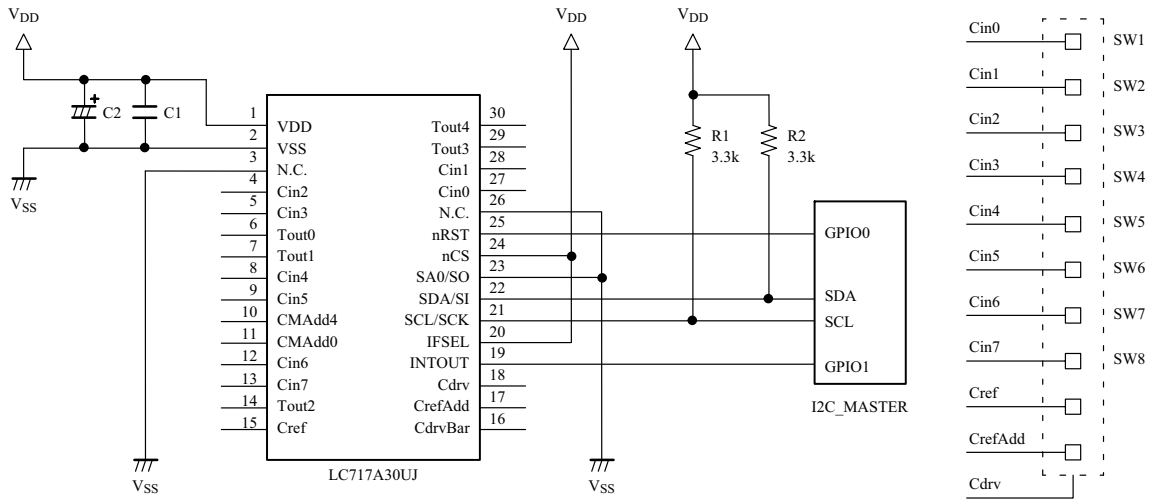 VDD
C2
C1
VSS
1
2
3
4
5
6
7
8
9
10
11
12
13
14
15
VDD
VSS
N.C.
Cin2
Cin3
Tout0
Tout1
Cin4
Cin5
CMAdd4
CMAdd0
Cin6
Cin7
Tout2
Cref
Tout4
Tout3
Cin1
Cin0
N.C.
nRST
nCS
SA0/SO
SDA/SI
SCL/SCK
IFSEL
INTOUT
Cdrv
CrefAdd
CdrvBar
30
29
28
27
26
25
24
23
22
21
20
19
18
17
16
LC717A30UJ
VSS
VDD
VSS
VDD
R1
3.3k
R2
3.3k
GPIO0
SDA
SCL
GPIO1
I2C_MASTER
Cin0
SW1
Cin1
SW2
Cin2
SW3
Cin3
SW4
Cin4
SW5
Cin5
SW6
Cin6
SW7
Cin7
SW8
Cref
CrefAdd
Cdrv